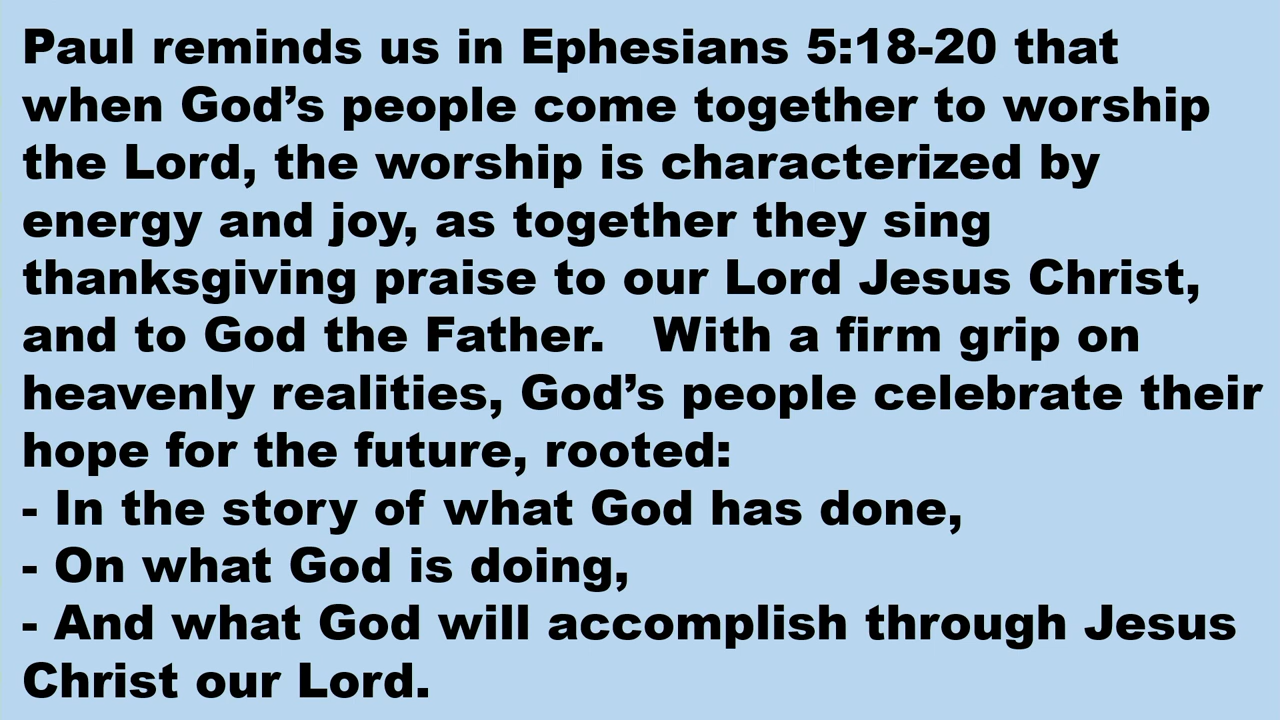 Paul reminds us in Ephesians 5:18-20 that
when God’s people come together to worship
the Lord, the worship is characterized by
energy and joy, as together they sing
thanksgiving praise to our Lord Jesus Christ,
and to God the Father.   With a firm grip on
heavenly realities, God’s people celebrate their
hope for the future, rooted:
- In the story of what God has done,
- On what God is doing,
- And what God will accomplish through Jesus
Christ our Lord.